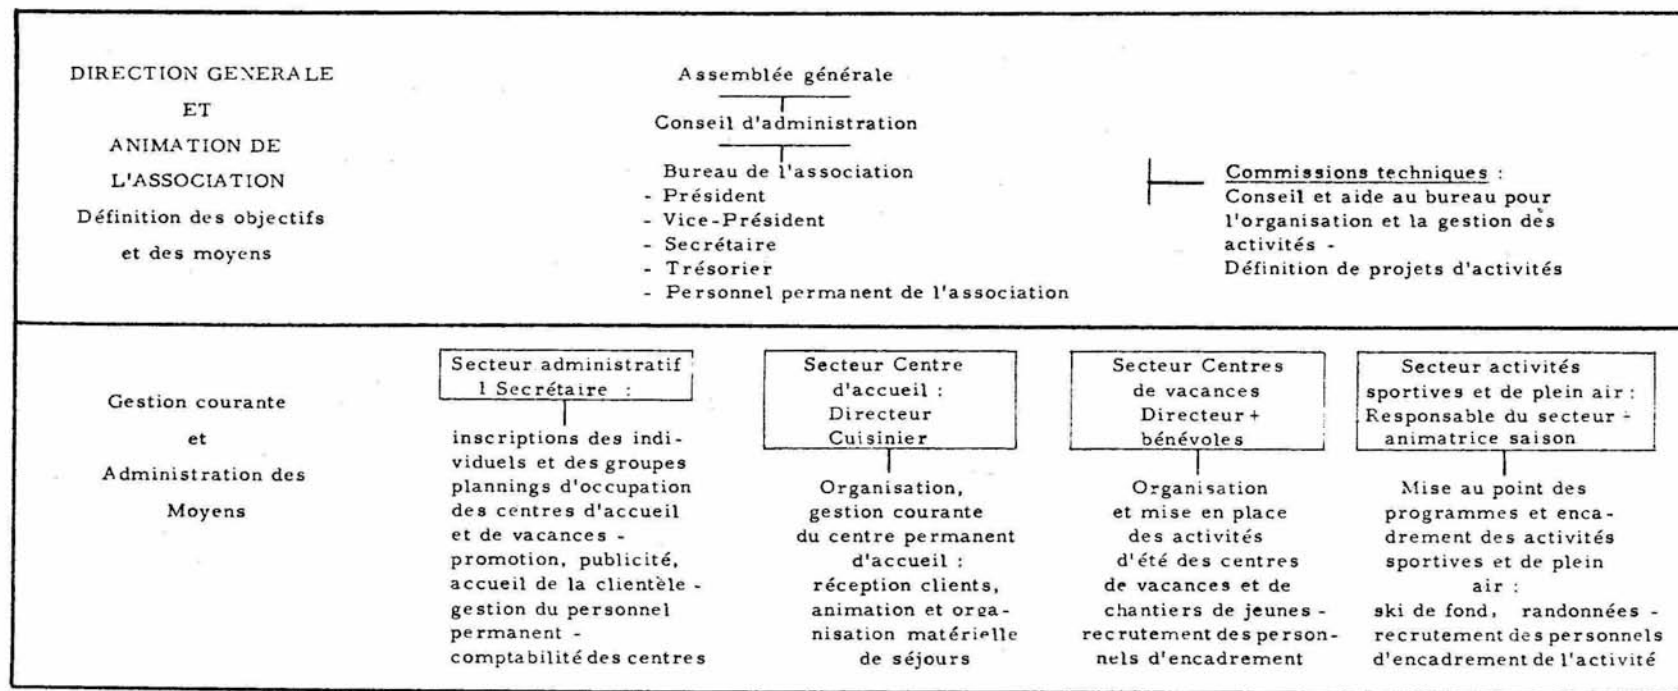 DIRECTION GENERALE
ET
ANIMATION DE
L'ASSOCIATION
Définition des objectifs
et des moyens
Assemblée générale
Conseil d'administration
Bureau de l'association
- Président
- Vice-Président
- Secrétaire
- Trésorier
- Personnel permanent de l'association
Commissions techniques :
Conseil et aide au bureau pour
l'organisation et la gestion des
activités -
Définition de projets d'activités
Gestion courante
et
Administration des
Moyens
Secteur administratif
1 Secrétaire :
inscriptions des indi-
viduels et des groupes
plannings d'occupation
des centres d'accueil
et de vacances -
promotion, publicité,
accueil de la clientèle -
gestion du personnel
permanent -
comptabilité des centres
Secteur Centre
d'accueil :
Directeur
Cuisinier
Organisation,
gestion courante
du centre permanent
d'accueil :
réception clients,
animation et orga-
nisation matérielle
de séjours
Secteur Centres
de vacances
Directeur +
bénévoles
Organisation
et mise en place
des activités
d'été des centres
de vacances et de
chantiers de jeunes -
recrutement des person-
nels d'encadrement
Secteur activités
sportives et de plein air :
Responsable du secteur +
animatrice saison
Mise au point des
programmes et enca-
drement des activités
sportives et de plein
air :
ski de fond, randonnées -
recrutement des personnels
d'encadrement de l'activité